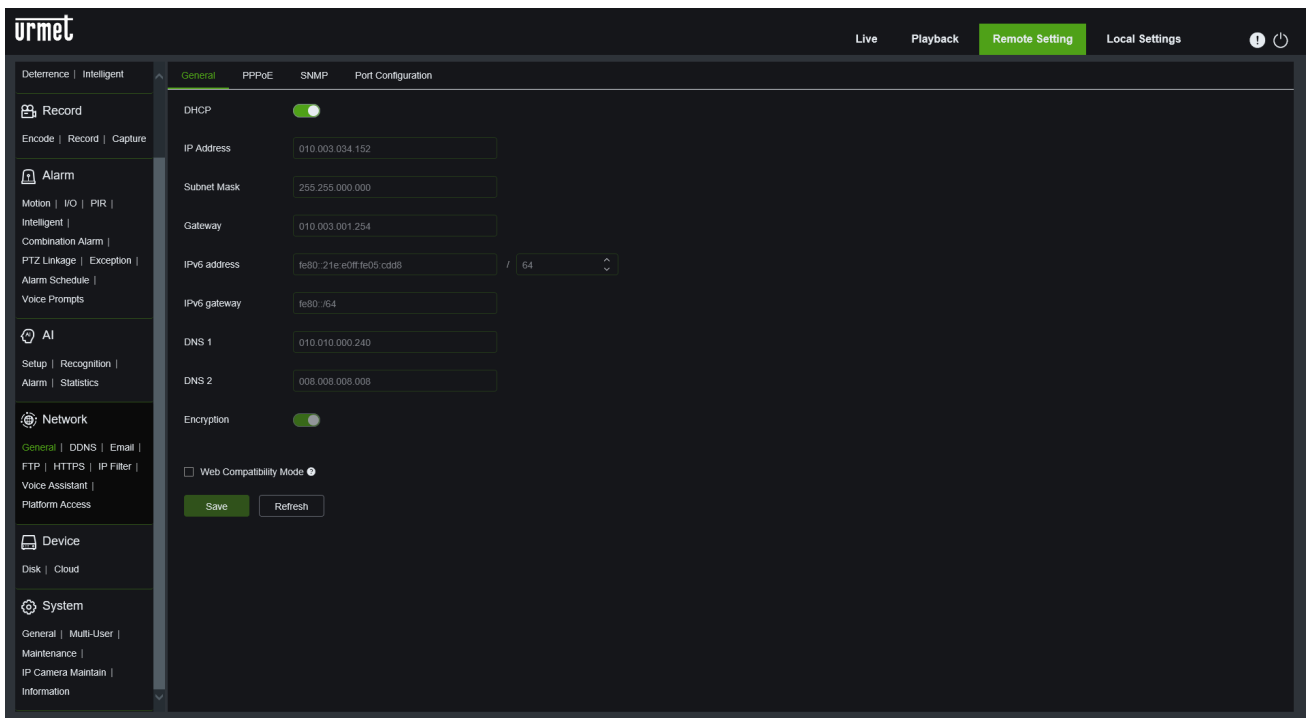 urmet
Live Playback Remote Setting Local Settings
Deterrence | Intelligent
Record
Encode | Record | Capture
Alarm
Motion | I/O | PIR |
Intelligent |
Combination Alarm |
PTZ Linkage | Exception |
Alarm Schedule |
Voice Prompts
AI
Setup | Recognition |
Alarm | Statistics
Network
General | DDNS | Email |
FTP | HTTPS | IP Filter |
Voice Assistant |
Platform Access
Device
Disk | Cloud
System
General | Multi-User |
Maintenance |
IP Camera Maintain |
Information
General PPPoE SNMP Port Configuration
DHCP
IP Address 010.003.034.152
Subnet Mask 255.255.000.000
Gateway 010.003.001.254
IPv6 address fe80::21e:e0ff:fe05:cdd8 / 64
IPv6 gateway fe80::/64
DNS 1 010.010.000.240
DNS 2 008.008.008.008
Encryption
Web Compatibility Mode ?
Save Refresh